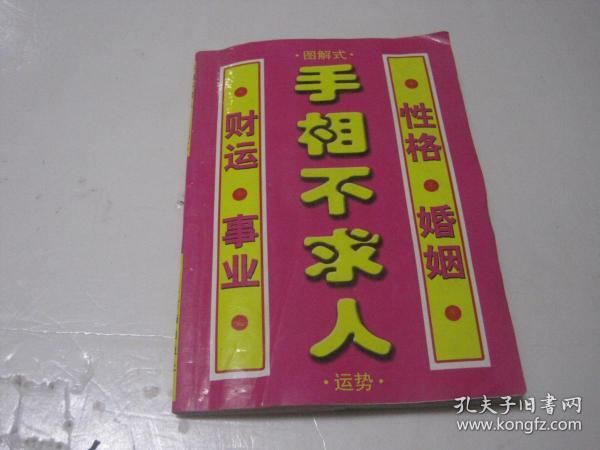 ·图解式·
手相不求人
·运势·
·性格·婚姻·
·财运·事业·
孔夫子旧书网
www.kongfz.com